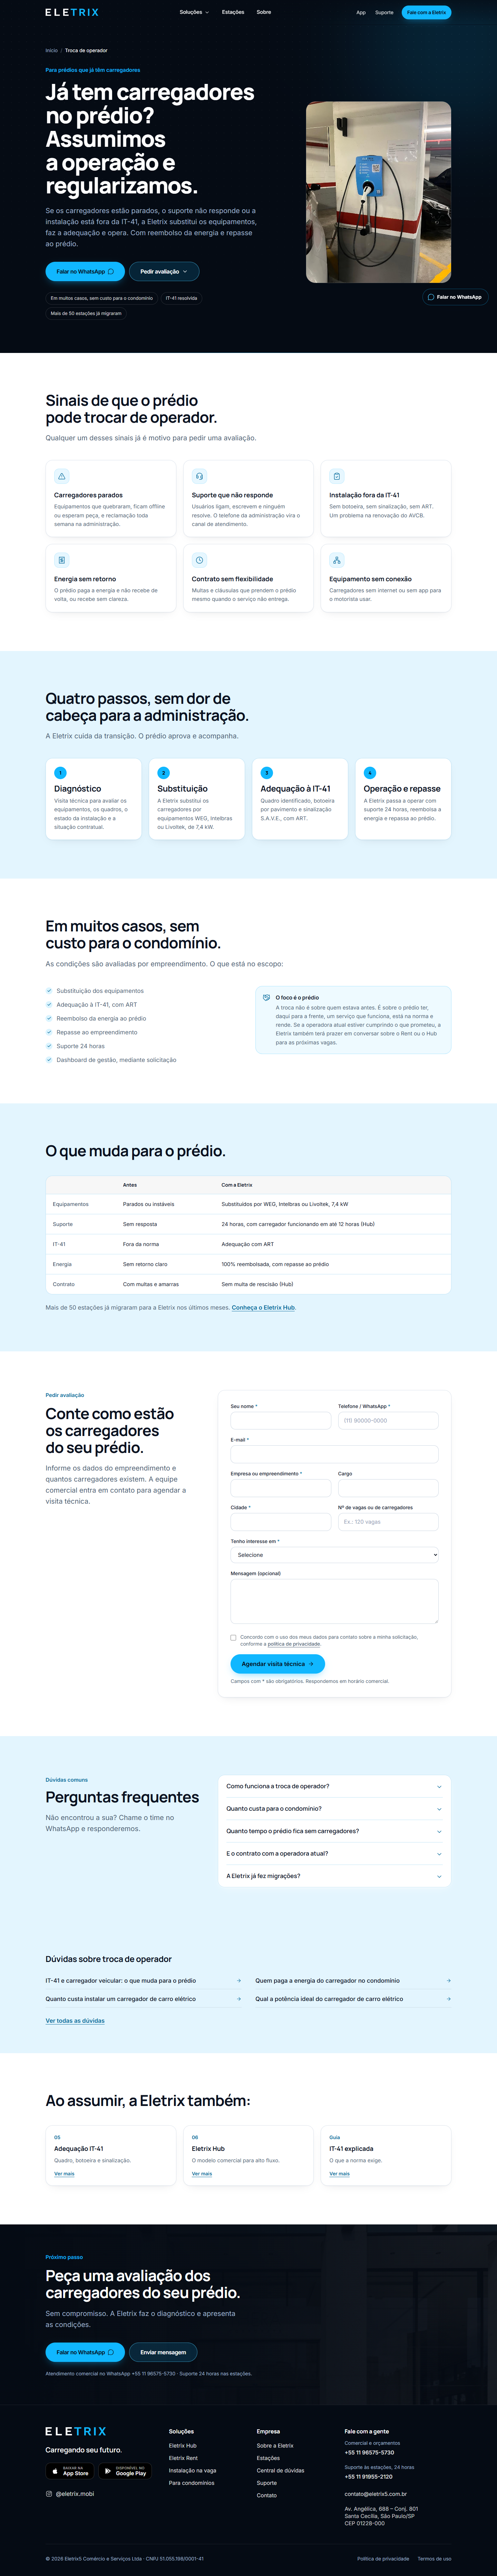 ELETRIX
Soluções
Estações
Sobre
App
Suporte
Fale com a Eletrix
Início / Troca de operador
Para prédios que já têm carregadores
Já tem carregadores
no prédio?
Assumimos
a operação e
regularizamos.
Se os carregadores estão parados, o suporte não responde ou a
instalação está fora da IT-41, a Eletrix substitui os equipamentos,
faz a adequação e opera. Com reembolso da energia e repasse
ao prédio.
Falar no WhatsApp
Pedir avaliação
Em muitos casos, sem custo para o condomínio
IT-41 resolvida
Mais de 50 estações já migraram
Falar no WhatsApp
Sinais de que o prédio
pode trocar de operador.
Qualquer um desses sinais já é motivo para pedir uma avaliação.
Carregadores parados
Equipamentos que quebraram, ficam offline
ou esperam peça, e reclamação toda
semana na administração.
Suporte que não responde
Usuários ligam, escrevem e ninguém
resolve. O telefone da administração vira o
canal de atendimento.
Instalação fora da IT-41
Sem botoeira, sem sinalização, sem ART.
Um problema na renovação do AVCB.
Energia sem retorno
O prédio paga a energia e não recebe de
volta, ou recebe sem clareza.
Contrato sem flexibilidade
Multas e cláusulas que prendem o prédio
mesmo quando o serviço não entrega.
Equipamento sem conexão
Carregadores sem internet ou sem app para
o motorista usar.
Quatro passos, sem dor de
cabeça para a administração.
A Eletrix cuida da transição. O prédio aprova e acompanha.
1
Diagnóstico
Visita técnica para avaliar os
equipamentos, os quadros, o
estado da instalação e a
situação contratual.
2
Substituição
A Eletrix substitui os
carregadores por
equipamentos WEG, Intelbras
ou Livoltek, de 7,4 kW.
3
Adequação à IT-41
Quadro identificado, botoeira
por pavimento e sinalização
S.A.V.E., com ART.
4
Operação e repasse
A Eletrix passa a operar com
suporte 24 horas, reembolsa a
energia e repassa ao prédio.
Em muitos casos, sem
custo para o condomínio.
As condições são avaliadas por empreendimento. O que está no escopo:
Substituição dos equipamentos
Adequação à IT-41, com ART
Reembolso da energia ao prédio
Repasse ao empreendimento
Suporte 24 horas
Dashboard de gestão, mediante solicitação
O foco é o prédio
A troca não é sobre quem estava antes. É sobre o prédio ter,
daqui para a frente, um serviço que funciona, está na norma e
rende. Se a operadora atual estiver cumprindo o que prometeu, a
Eletrix também terá prazer em conversar sobre o Rent ou o Hub
para as próximas vagas.
O que muda para o prédio.
Antes
Com a Eletrix
Equipamentos
Parados ou instáveis
Substituídos por WEG, Intelbras ou Livoltek, 7,4 kW
Suporte
Sem resposta
24 horas, com carregador funcionando em até 12 horas (Hub)
IT-41
Fora da norma
Adequação com ART
Energia
Sem retorno claro
100% reembolsada, com repasse ao prédio
Contrato
Com multas e amarras
Sem multa de rescisão (Hub)
Mais de 50 estações já migraram para a Eletrix nos últimos meses. Conheça o Eletrix Hub.
Pedir avaliação
Conte como estão
os carregadores
do seu prédio.
Informe os dados do empreendimento e
quantos carregadores existem. A equipe
comercial entra em contato para agendar a
visita técnica.
Seu nome *
Telefone / WhatsApp *
(11) 90000-0000
E-mail *
Empresa ou empreendimento *
Cargo
Cidade *
Nº de vagas ou de carregadores
Ex.: 120 vagas
Tenho interesse em *
Selecione
Mensagem (opcional)
Concordo com o uso dos meus dados para contato sobre a minha solicitação,
conforme a política de privacidade.
Agendar visita técnica
Campos com * são obrigatórios. Respondemos em horário comercial.
Dúvidas comuns
Perguntas frequentes
Não encontrou a sua? Chame o time no
WhatsApp e responderemos.
Como funciona a troca de operadora?
Quanto custa para o condomínio?
Quanto tempo o prédio fica sem carregadores?
E o contrato com a operadora atual?
A Eletrix já fez migrações?
Dúvidas sobre troca de operador
IT-41 e carregador veicular: o que muda para o prédio
Quem paga a energia do carregador no condomínio
Quanto custa instalar um carregador de carro elétrico
Qual a potência ideal do carregador de carro elétrico
Ver todas as dúvidas
Ao assumir, a Eletrix também:
05
Adequação IT-41
Quadro, botoeira e sinalização.
Ver mais
06
Eletrix Hub
O modelo comercial para alto fluxo.
Ver mais
Guia
IT-41 explicada
O que a norma exige.
Ver mais
Próximo passo
Peça uma avaliação dos
carregadores do seu prédio.
Sem compromisso. A Eletrix faz o diagnóstico e apresenta
as condições.
Falar no WhatsApp
Enviar mensagem
Atendimento comercial no WhatsApp +55 11 96575-5730 · Suporte 24 horas nas estações.
ELETRIX
Carregando seu futuro.
BAIXAR NA
App Store
DISPONÍVEL NO
Google Play
@eletrix.mobi
Soluções
Eletrix Hub
Eletrix Rent
Instalação na vaga
Para condomínios
Empresa
Sobre a Eletrix
Estações
Central de dúvidas
Suporte
Contato
Fale com a gente
Comercial e orçamentos
+55 11 96575-5730
Suporte às estações, 24 horas
+55 11 91955-2120
contato@eletrix5.com.br
Av. Angélica, 688 – Conj. 801
Santa Cecília, São Paulo/SP
CEP 01228-000
© 2026 Eletrix5 Comércio e Serviços Ltda · CNPJ 51.055.198/0001-41
Política de privacidade
Termos de uso